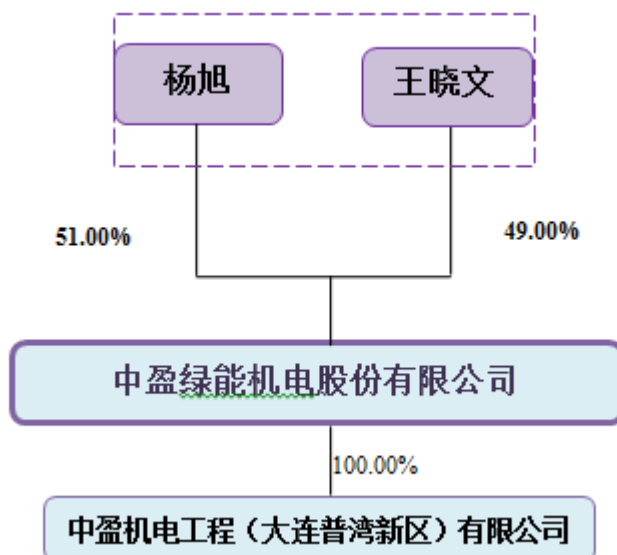 杨旭
王晓文
51.00%
49.00%
中盈绿能机电股份有限公司
100.00%
中盈机电工程（大连普湾新区）有限公司